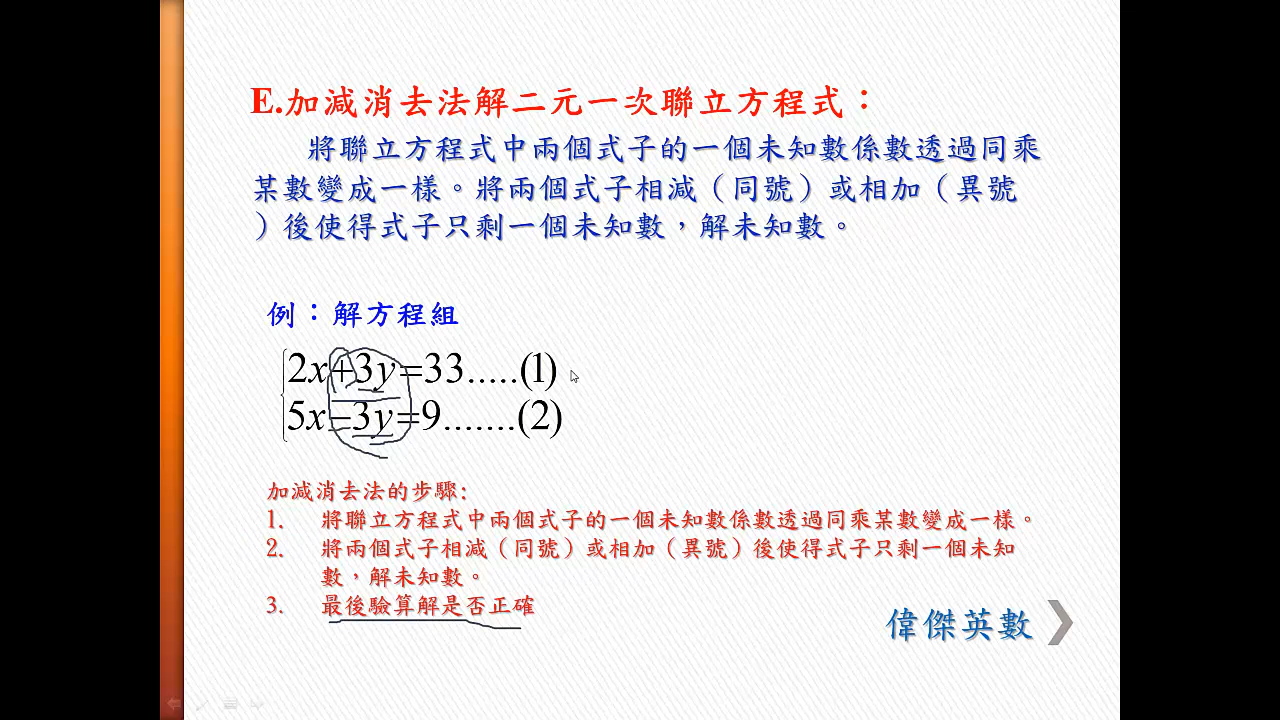 E.加減消去法解二元一次聯立方程式：
將聯立方程式中兩個式子的一個未知數係數透過同乘
某數變成一樣。將兩個式子相減（同號）或相加（異號
）後使得式子只剩一個未知數，解未知數。
例：解方程組
2x+3y=33.....(1)
5x−3y=9.......(2)
加減消去法的步驟:
1. 將聯立方程式中兩個式子的一個未知數係數透過同乘某數變成一樣。
2. 將兩個式子相減（同號）或相加（異號）後使得式子只剩一個未知
數，解未知數。
3. 最後驗算解是否正確
偉傑英數